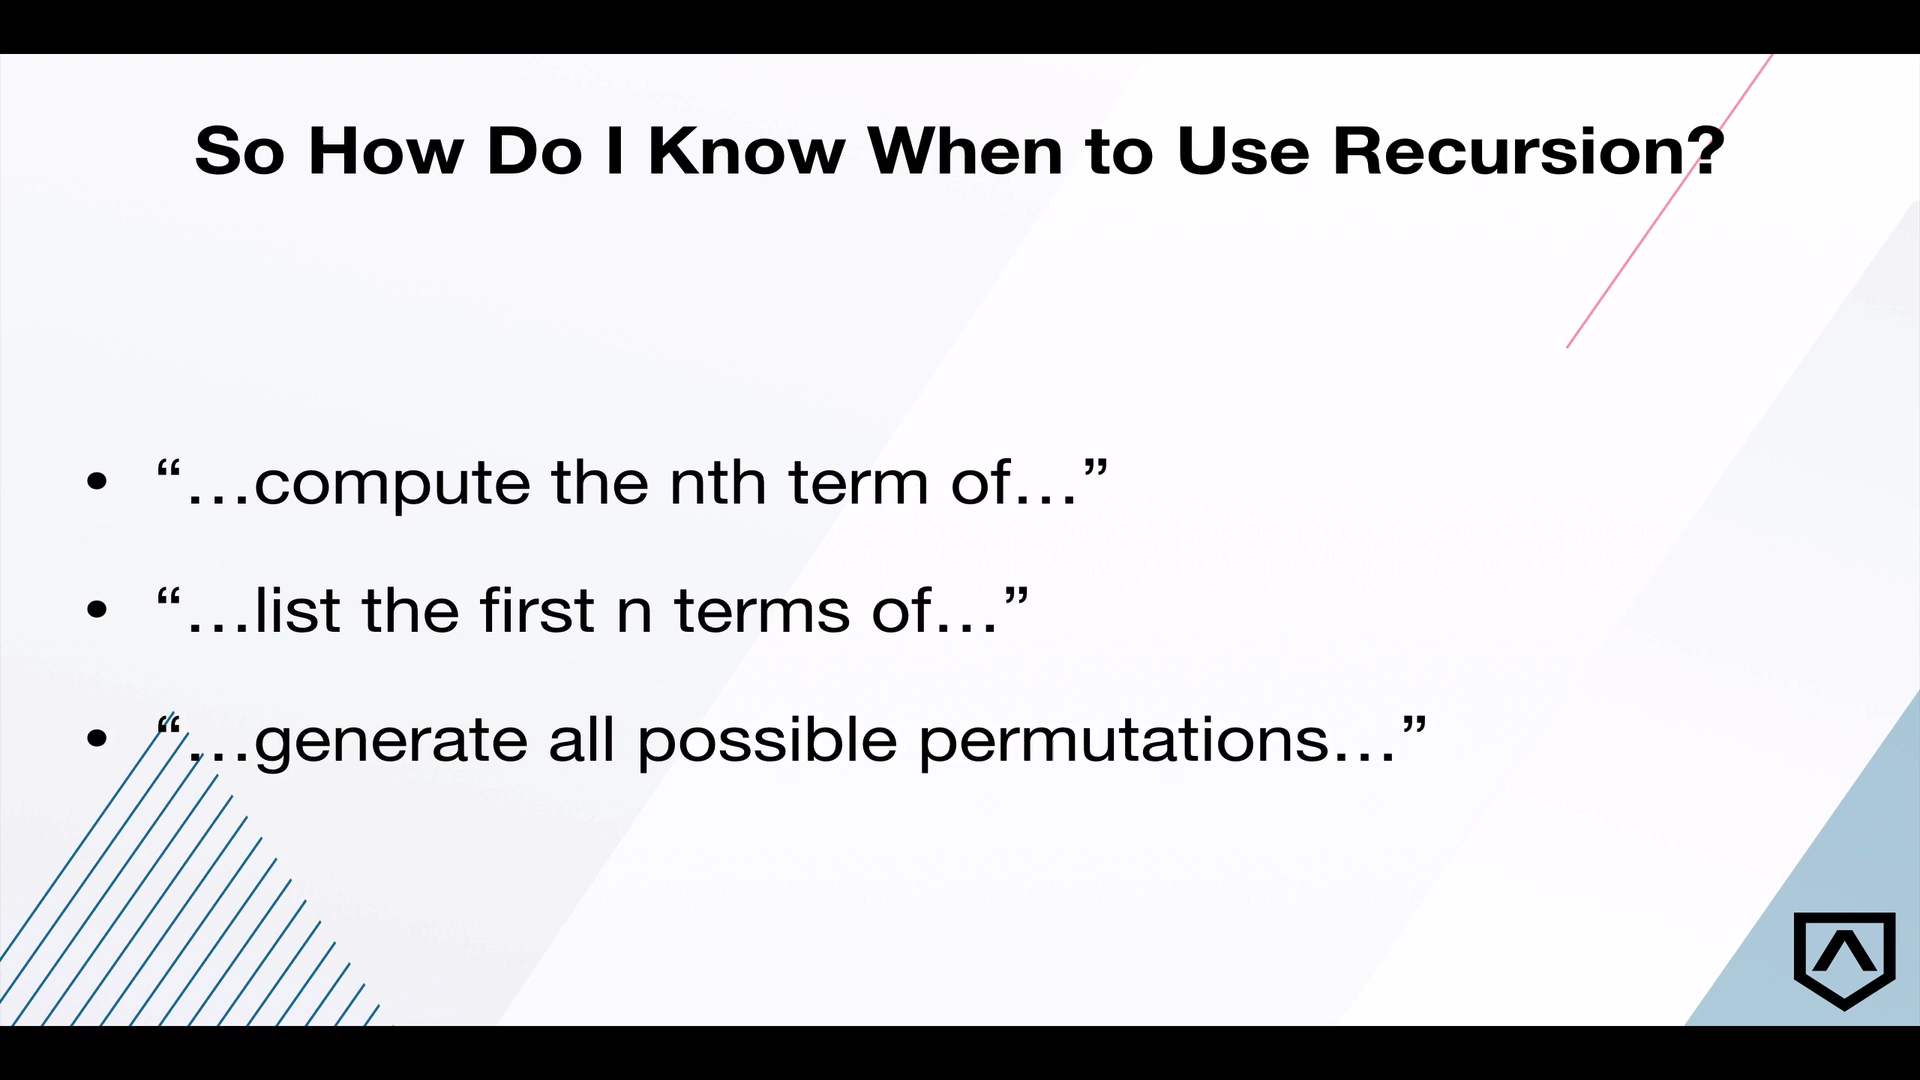 So How Do I Know When to Use Recursion?
• “…compute the nth term of…”
• “…list the first n terms of…”
• “…generate all possible permutations…”